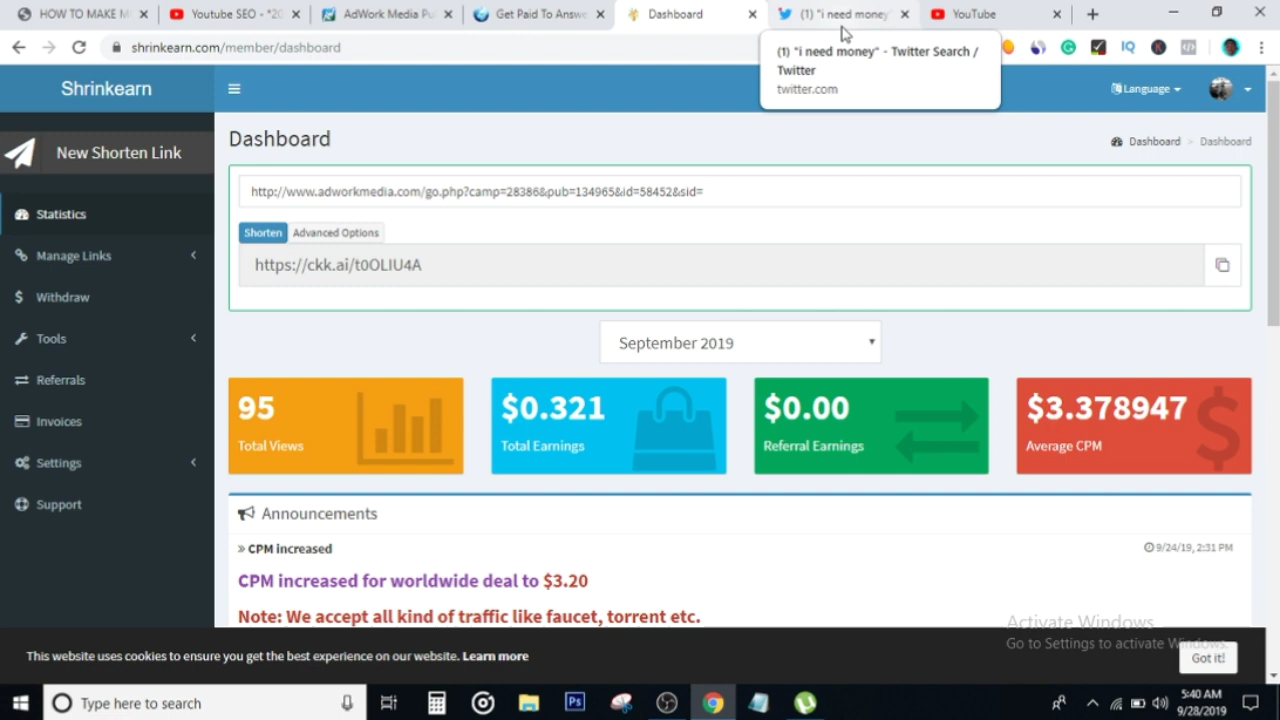 HOW TO MAKE M
Youtube SEO - *20
AdWork Media Pu
Get Paid To Answe
Dashboard
(1) "i need money"
YouTube
shrinkearn.com/member/dashboard
(1) "i need money" - Twitter Search /
Twitter
twitter.com
Shrinkearn
Language
New Shorten Link
Dashboard
Dashboard > Dashboard
http://www.adworkmedia.com/go.php?camp=28386&pub=134965&id=58452&sid=
Statistics
Shorten
Advanced Options
Manage Links
https://ckk.ai/t0OLIU4A
Withdraw
Tools
September 2019
Referrals
Invoices
Settings
Support
95
Total Views
$0.321
Total Earnings
$0.00
Referral Earnings
$3.378947
Average CPM
Announcements
» CPM increased
9/24/19, 2:31 PM
CPM increased for worldwide deal to $3.20
Note: We accept all kind of traffic like faucet, torrent etc.
Activate Windows
Go to Settings to activate Windows.
This website uses cookies to ensure you get the best experience on our website. Learn more
Got it!
Type here to search
Ps
5:40 AM
9/28/2019